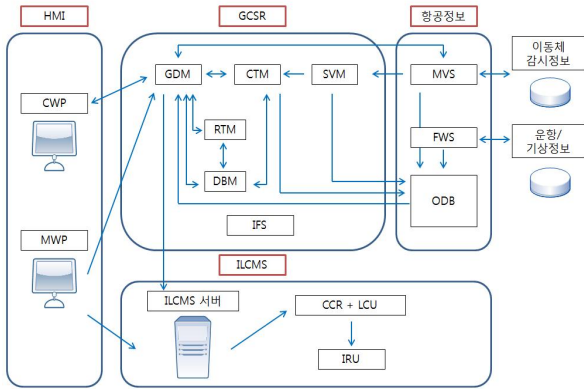 HMI
GCSR
항공정보
GDM
CTM
SVM
MVS
이동체
감시정보
CWP
RTM
FWS
운항/
기상정보
DBM
ODB
IFS
MWP
ILCMS
ILCMS 서버
CCR + LCU
IRU